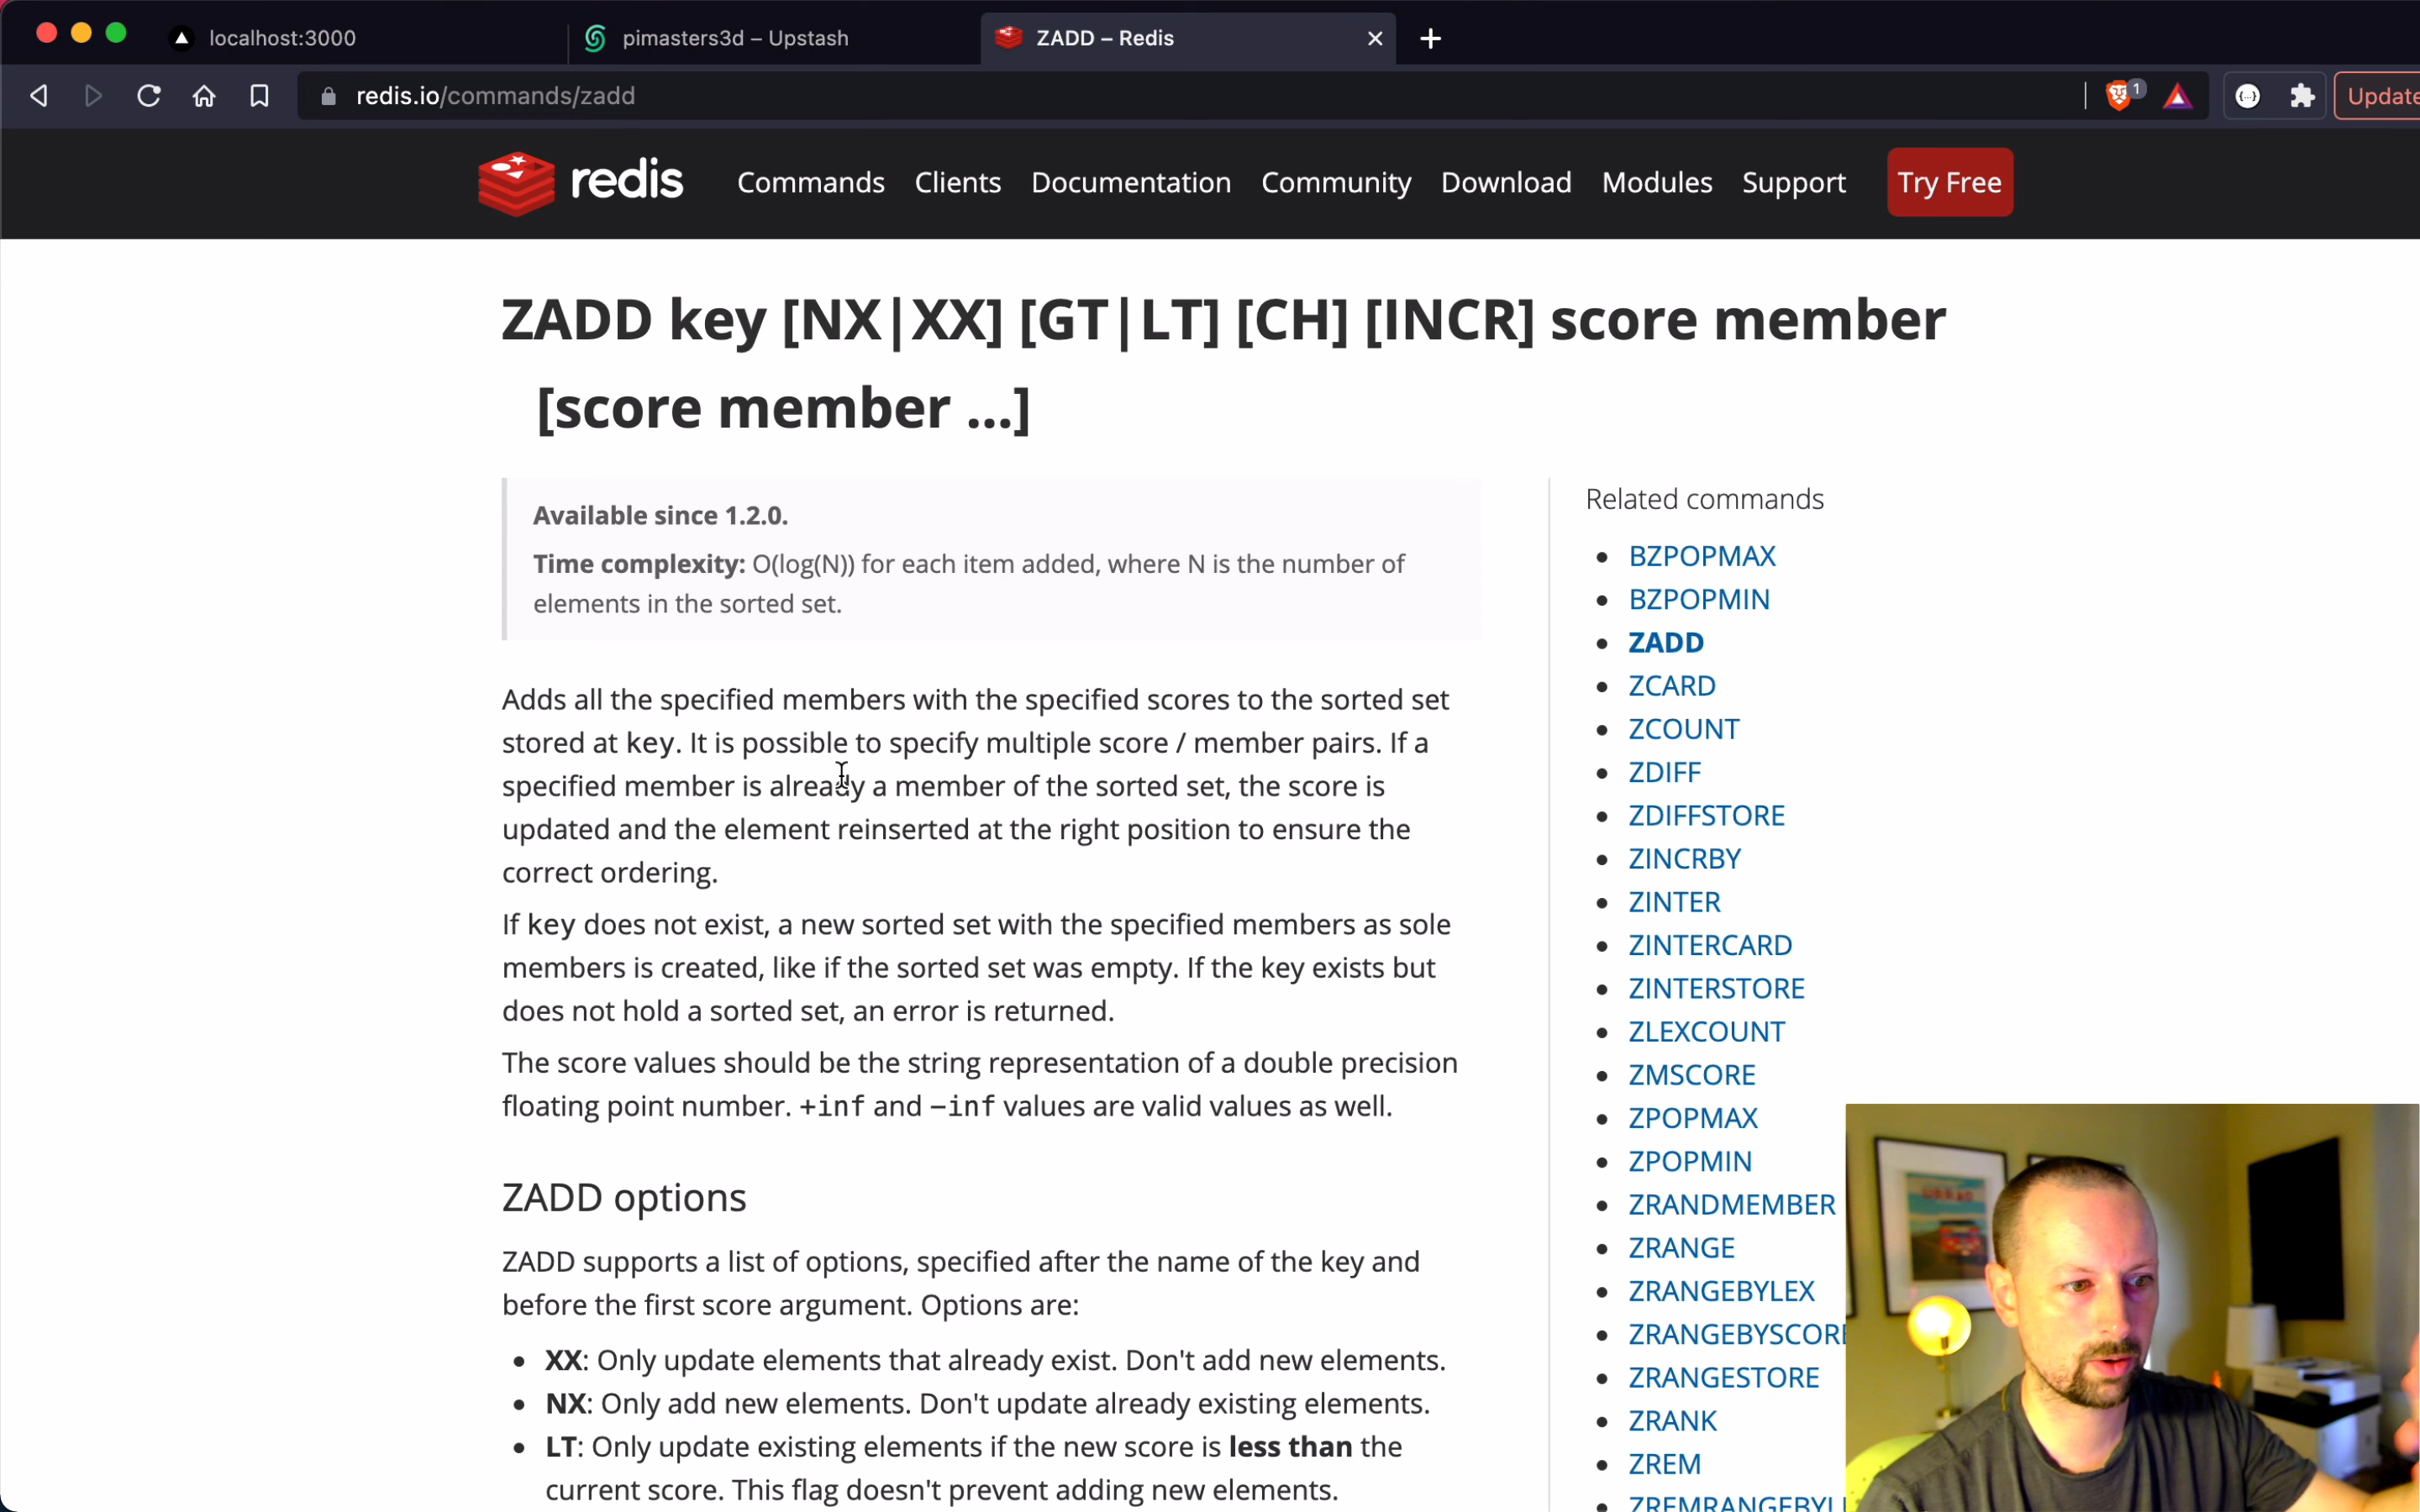 localhost:3000
pimasters3d – Upstash
ZADD – Redis
redis.io/commands/zadd
1
Update
redis
Commands
Clients
Documentation
Community
Download
Modules
Support
Try Free
ZADD key [NX|XX] [GT|LT] [CH] [INCR] score member
[score member ...]
Available since 1.2.0.
Time complexity: O(log(N)) for each item added, where N is the number of
elements in the sorted set.
Adds all the specified members with the specified scores to the sorted set
stored at key. It is possible to specify multiple score / member pairs. If a
specified member is already a member of the sorted set, the score is
updated and the element reinserted at the right position to ensure the
correct ordering.
If key does not exist, a new sorted set with the specified members as sole
members is created, like if the sorted set was empty. If the key exists but
does not hold a sorted set, an error is returned.
The score values should be the string representation of a double precision
floating point number. +inf and -inf values are valid values as well.
ZADD options
ZADD supports a list of options, specified after the name of the key and
before the first score argument. Options are:
• XX: Only update elements that already exist. Don't add new elements.
• NX: Only add new elements. Don't update already existing elements.
• LT: Only update existing elements if the new score is less than the
current score. This flag doesn't prevent adding new elements.
Related commands
• BZPOPMAX
• BZPOPMIN
• ZADD
• ZCARD
• ZCOUNT
• ZDIFF
• ZDIFFSTORE
• ZINCRBY
• ZINTER
• ZINTERCARD
• ZINTERSTORE
• ZLEXCOUNT
• ZMSCORE
• ZPOPMAX
• ZPOPMIN
• ZRANDMEMBER
• ZRANGE
• ZRANGEBYLEX
• ZRANGEBYSCORE
• ZRANGESTORE
• ZRANK
• ZREM